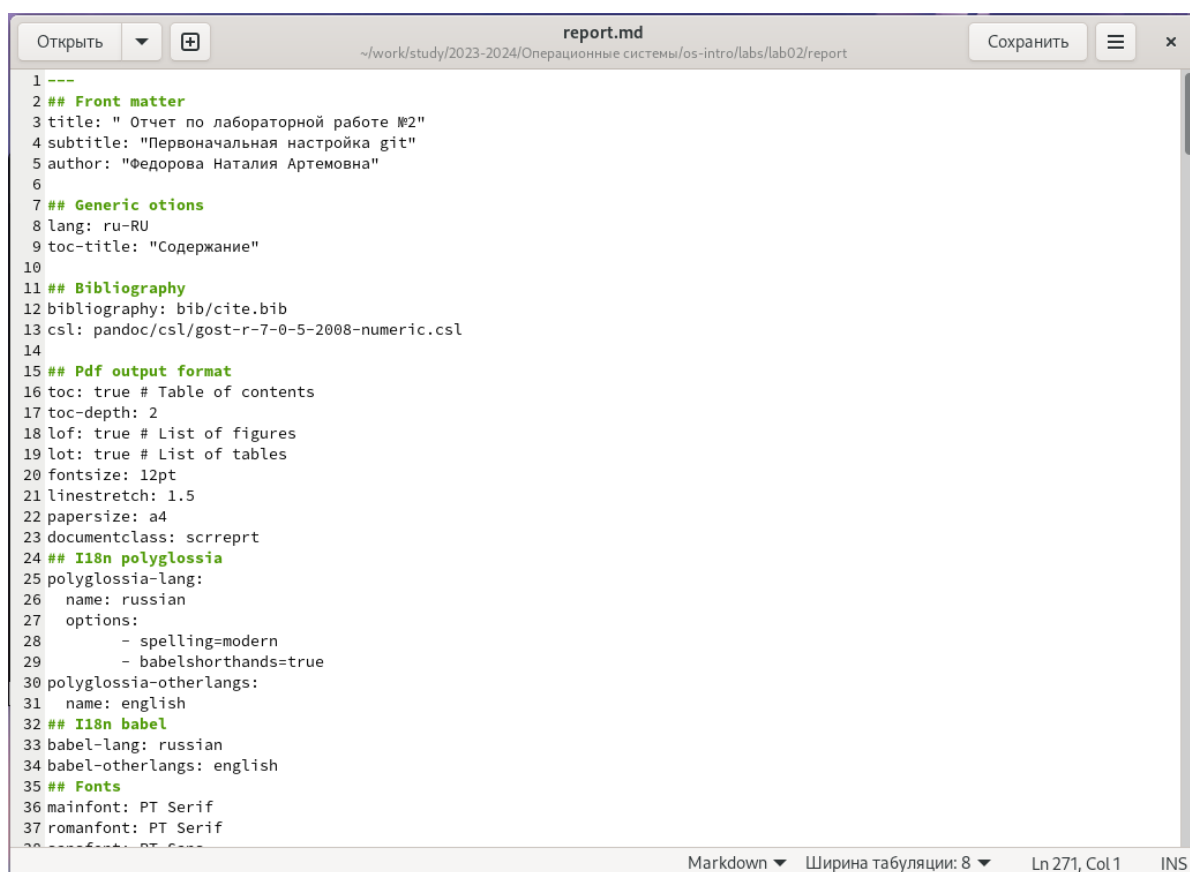 Открыть
report.md
~/work/study/2023-2024/Операционные системы/os-intro/labs/lab02/report
Сохранить
1 ---
2 ## Front matter
3 title: " Отчет по лабораторной работе №2"
4 subtitle: "Первоначальная настройка git"
5 author: "Федорова Наталия Артемовна"
6
7 ## Generic otions
8 lang: ru-RU
9 toc-title: "Содержание"
10
11 ## Bibliography
12 bibliography: bib/cite.bib
13 csl: pandoc/csl/gost-r-7-0-5-2008-numeric.csl
14
15 ## Pdf output format
16 toc: true # Table of contents
17 toc-depth: 2
18 lof: true # List of figures
19 lot: true # List of tables
20 fontsize: 12pt
21 linestretch: 1.5
22 papersize: a4
23 documentclass: scrreprt
24 ## I18n polyglossia
25 polyglossia-lang:
26   name: russian
27   options:
28         - spelling=modern
29         - babelshorthands=true
30 polyglossia-otherlangs:
31   name: english
32 ## I18n babel
33 babel-lang: russian
34 babel-otherlangs: english
35 ## Fonts
36 mainfont: PT Serif
37 romanfont: PT Serif
Markdown Ширина табуляции: 8 Ln 271, Col 1 INS